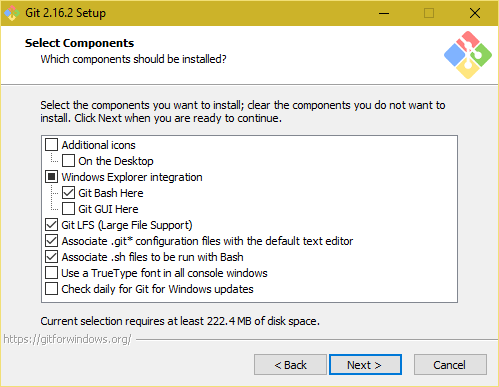 Git 2.16.2 Setup
Select Components
Which components should be installed?
Select the components you want to install; clear the components you do not want to
install. Click Next when you are ready to continue.
Additional icons
On the Desktop
Windows Explorer integration
Git Bash Here
Git GUI Here
Git LFS (Large File Support)
Associate .git* configuration files with the default text editor
Associate .sh files to be run with Bash
Use a TrueType font in all console windows
Check daily for Git for Windows updates
Current selection requires at least 222.4 MB of disk space.
https://gitforwindows.org/
< Back
Next >
Cancel